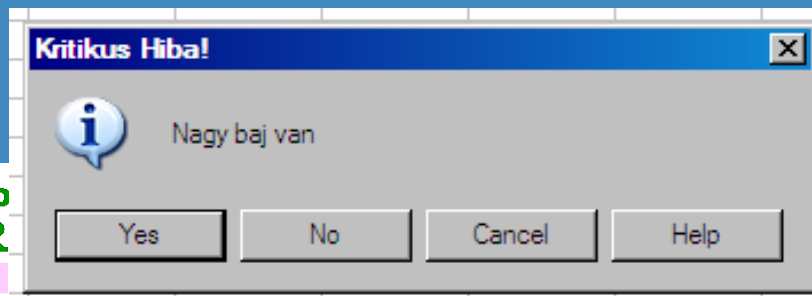 Kritikus Hiba!
Nagy baj van
Yes
No
Cancel
Help